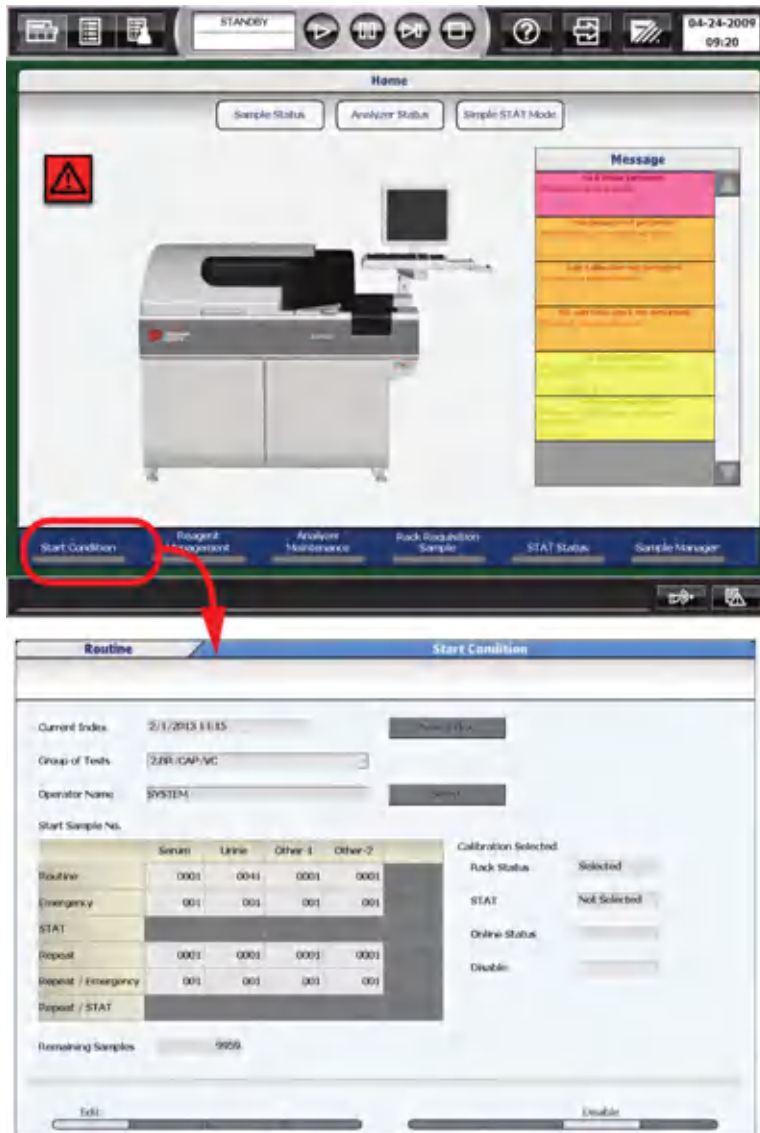 STANDBY
04-24-2009
09:20
Home
Sample Status
Analyzer Status
Simple STAT Mode
Message
Start Condition
Reagent Management
Analyzer Maintenance
Rack Requisition Sample
STAT Status
Sample Manager
Routine
Start Condition
Current Index 2/1/2013 11:15
Group of Tests
Operator Name SYSTEM
Start Sample No.
Serum Urine Other-1 Other-2
Routine 0001 0041 0001 0001
Emergency 001 001 001 001
STAT
Repeat 0001 0001 0001 0001
Repeat / Emergency 001 001 001 001
Repeat / STAT
Calibration Selected
Rack Status Selected
STAT Not Selected
Online Status
Disable
Remaining Samples 9959
Edit
Disable